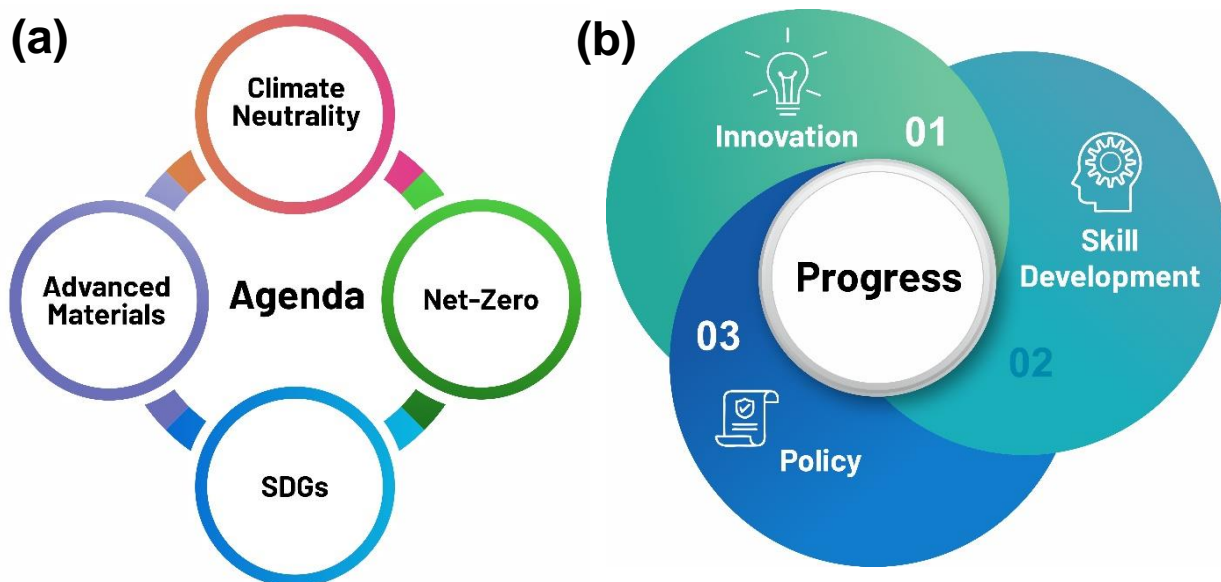 (a)
Climate
Neutrality
Advanced
Materials
Agenda
Net-Zero
SDGs
(b)
Innovation
01
Skill
Development
02
Progress
03
Policy